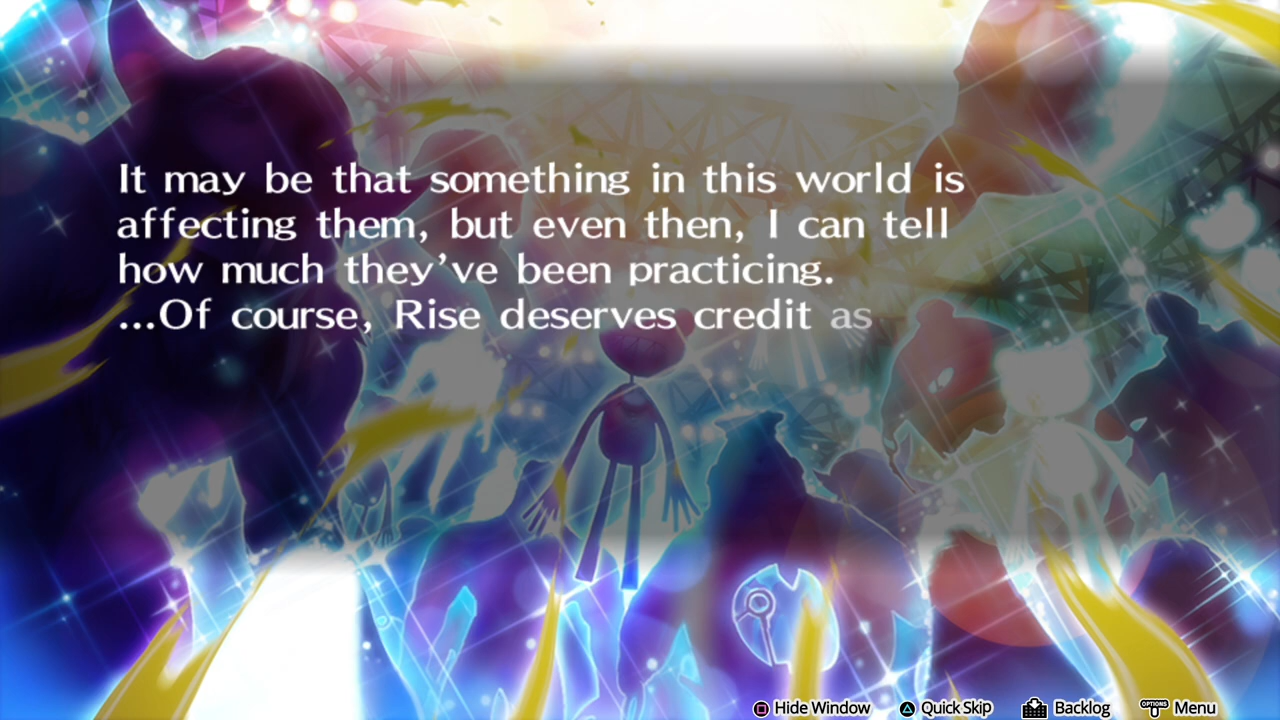 It may be that something in this world is
affecting them, but even then, I can tell
how much they've been practicing.
...Of course, Rise deserves credit as
Hide Window Quick Skip Backlog OPTIONS Menu